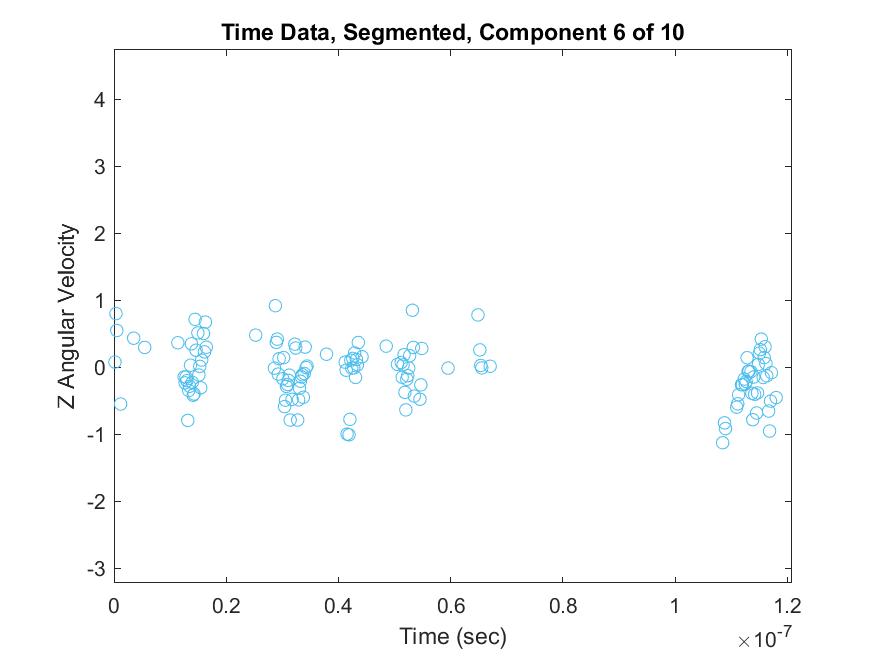 Time Data, Segmented, Component 6 of 10
4
3
2
1
0
-1
-2
-3
Z Angular Velocity
0 0.2 0.4 0.6 0.8 1 1.2
Time (sec)
×10-7